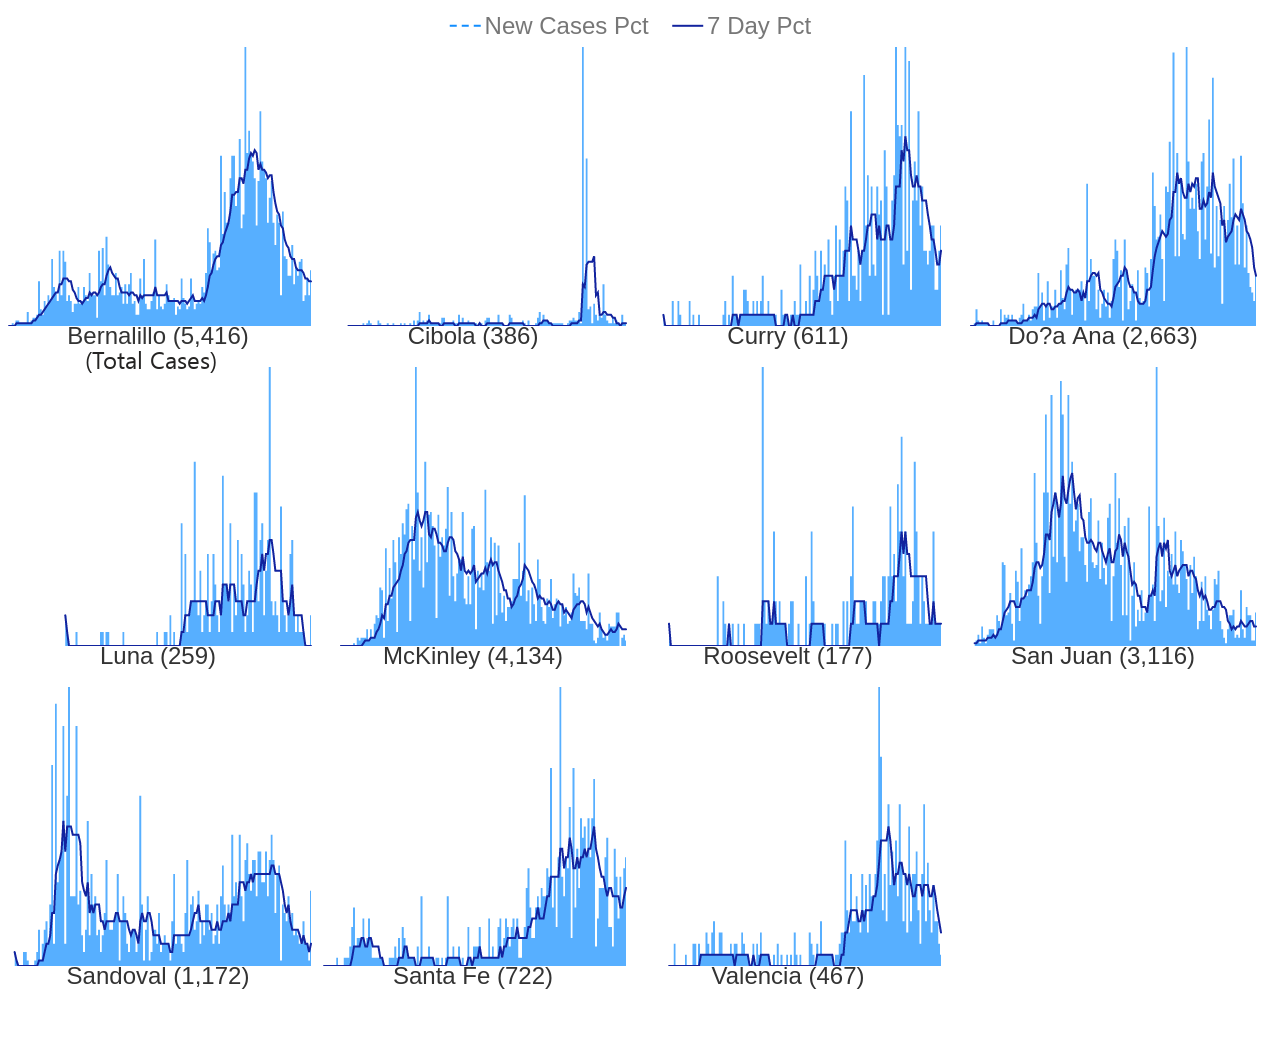 New Cases Pct 7 Day Pct
Bernalillo (5,416) Cibola (386) Curry (611) Do?a Ana (2,663)
(Total Cases)
Luna (259) McKinley (4,134) Roosevelt (177) San Juan (3,116)
Sandoval (1,172) Santa Fe (722) Valencia (467)